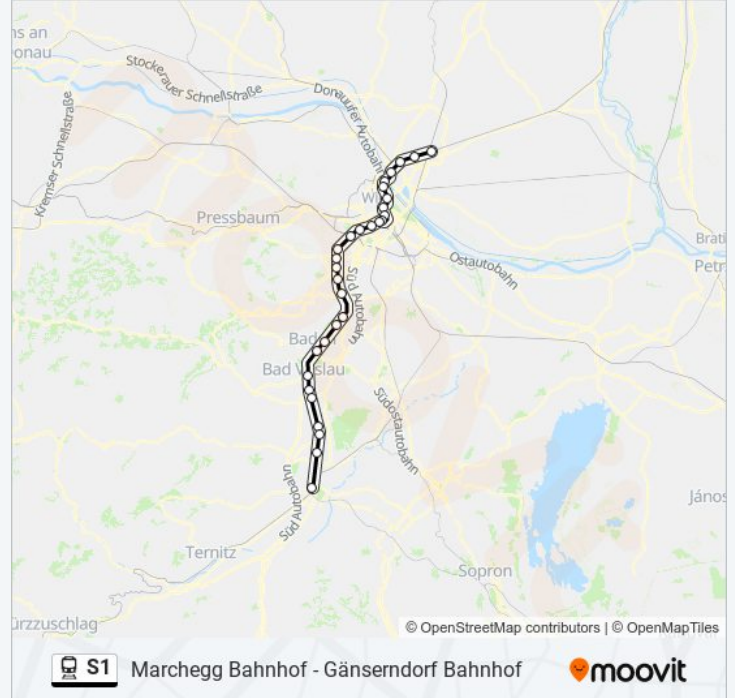 ns an
onau
Stockerauer Schnellstraße
Donauufer Autobahn
Kremser Schnellstraße
Wi
Pressbaum
Brati
Petr
Ostautobahn
Süd Autobahn
Bad
Bad Vöslau
Südostautobahn
János
Süd Autobahn
Ternitz
Sopron
ürzzuschlag
© OpenStreetMap contributors | © OpenMapTiles
S1 Marchegg Bahnhof - Gänserndorf Bahnhof moovit